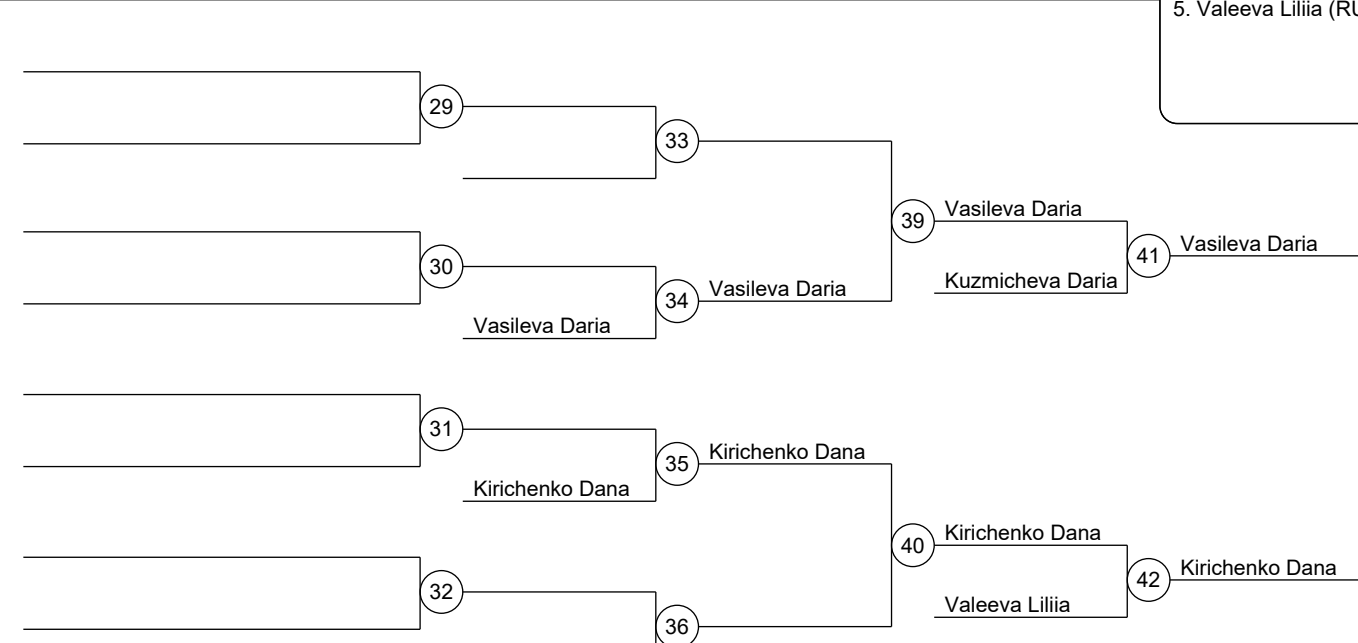 5. Valeeva Liliia (RU
29
33
39
Vasileva Daria
41
Vasileva Daria
Kuzmicheva Daria
30
34
Vasileva Daria
Vasileva Daria
31
35
Kirichenko Dana
Kirichenko Dana
40
Kirichenko Dana
42
Kirichenko Dana
Valeeva Liliia
32
36